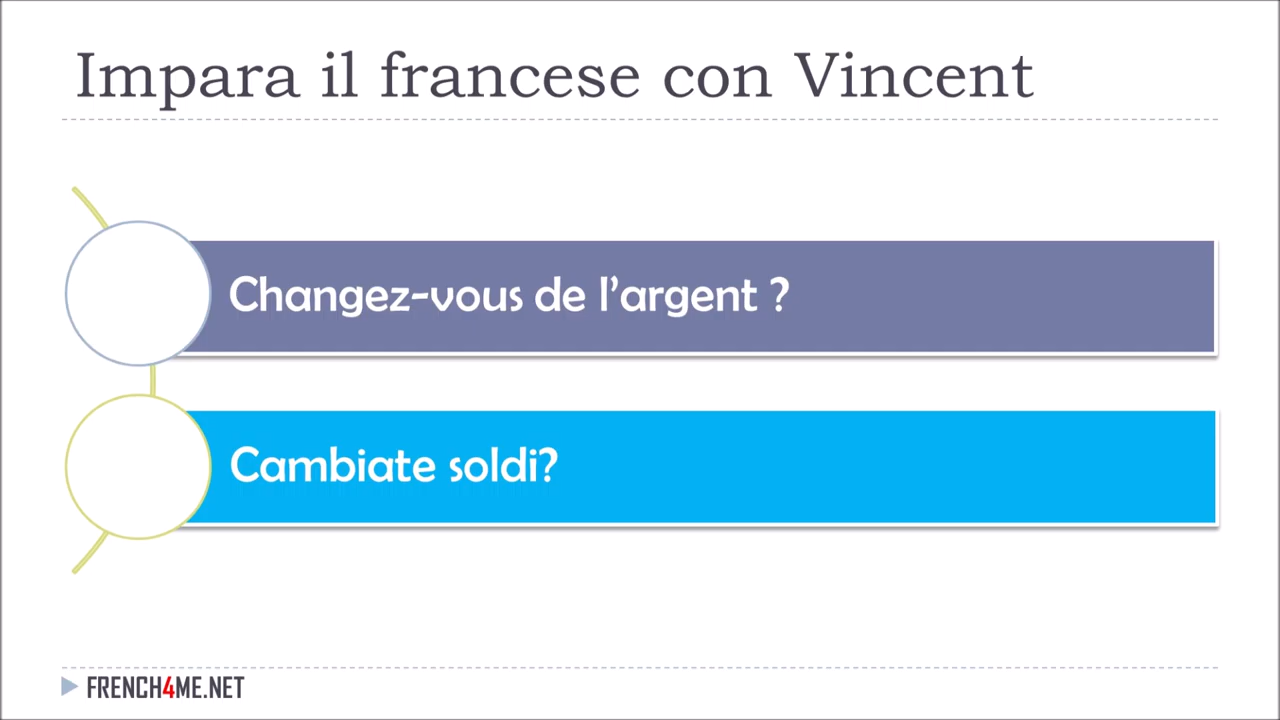 Impara il francese con Vincent
Changez-vous de l’argent ?
Cambiate soldi?
FRENCH4ME.NET